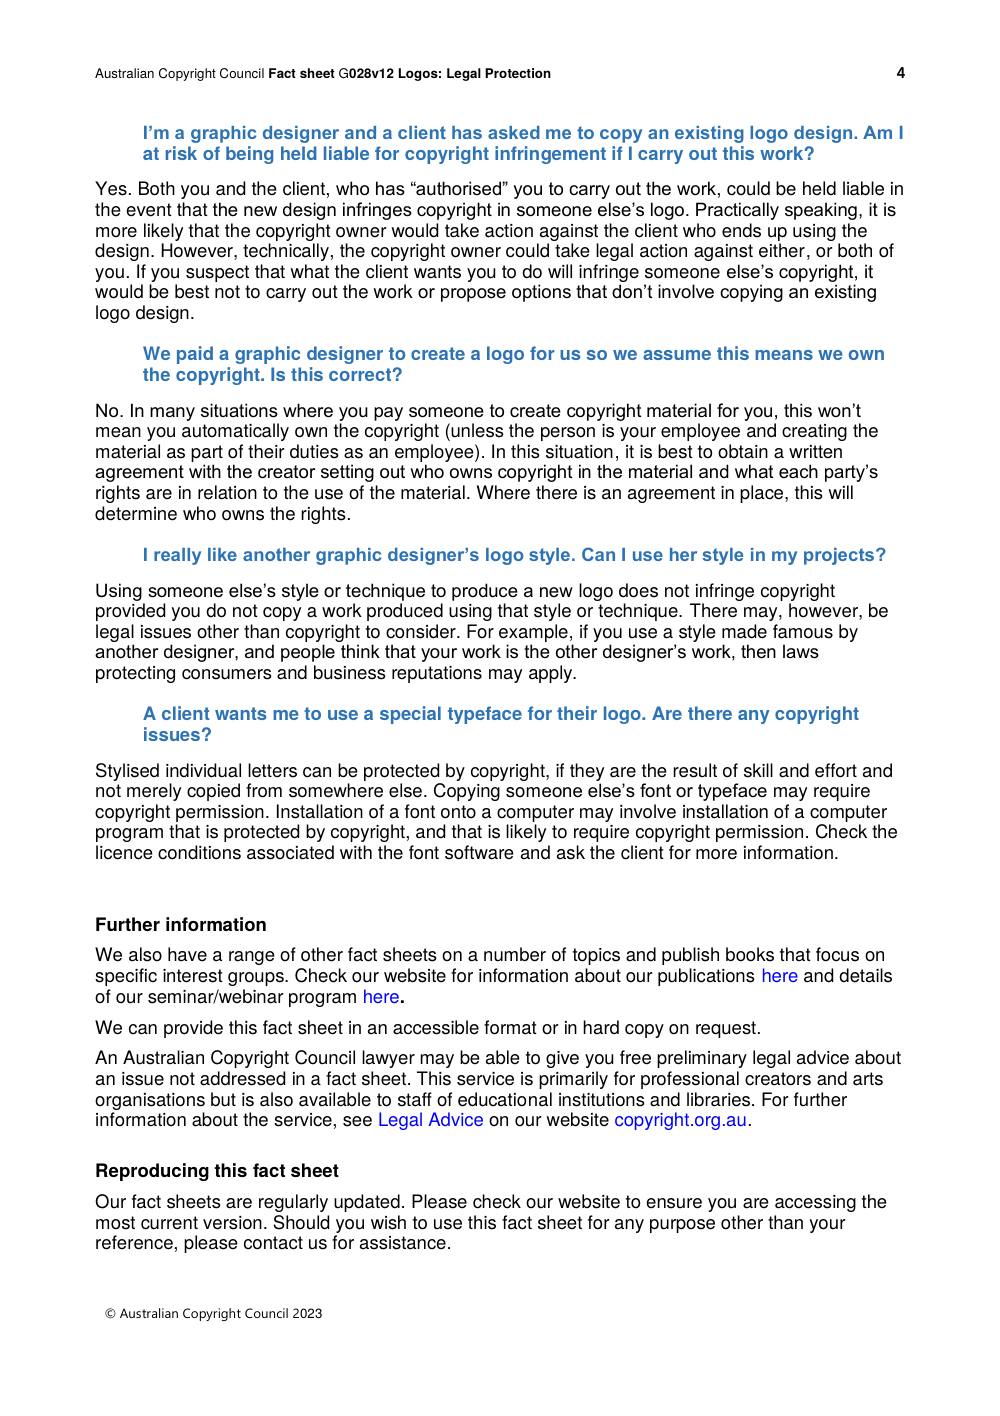 Australian Copyright Council Fact sheet G028v12 Logos: Legal Protection 4
I’m a graphic designer and a client has asked me to copy an existing logo design. Am I
at risk of being held liable for copyright infringement if I carry out this work?
Yes. Both you and the client, who has “authorised” you to carry out the work, could be held liable in
the event that the new design infringes copyright in someone else’s logo. Practically speaking, it is
more likely that the copyright owner would take action against the client who ends up using the
design. However, technically, the copyright owner could take legal action against either, or both of
you. If you suspect that what the client wants you to do will infringe someone else’s copyright, it
would be best not to carry out the work or propose options that don’t involve copying an existing
logo design.
We paid a graphic designer to create a logo for us so we assume this means we own
the copyright. Is this correct?
No. In many situations where you pay someone to create copyright material for you, this won’t
mean you automatically own the copyright (unless the person is your employee and creating the
material as part of their duties as an employee). In this situation, it is best to obtain a written
agreement with the creator setting out who owns copyright in the material and what each party’s
rights are in relation to the use of the material. Where there is an agreement in place, this will
determine who owns the rights.
I really like another graphic designer’s logo style. Can I use her style in my projects?
Using someone else’s style or technique to produce a new logo does not infringe copyright
provided you do not copy a work produced using that style or technique. There may, however, be
legal issues other than copyright to consider. For example, if you use a style made famous by
another designer, and people think that your work is the other designer’s work, then laws
protecting consumers and business reputations may apply.
A client wants me to use a special typeface for their logo. Are there any copyright
issues?
Stylised individual letters can be protected by copyright, if they are the result of skill and effort and
not merely copied from somewhere else. Copying someone else’s font or typeface may require
copyright permission. Installation of a font onto a computer may involve installation of a computer
program that is protected by copyright, and that is likely to require copyright permission. Check the
licence conditions associated with the font software and ask the client for more information.
Further information
We also have a range of other fact sheets on a number of topics and publish books that focus on
specific interest groups. Check our website for information about our publications here and details
of our seminar/webinar program here.
We can provide this fact sheet in an accessible format or in hard copy on request.
An Australian Copyright Council lawyer may be able to give you free preliminary legal advice about
an issue not addressed in a fact sheet. This service is primarily for professional creators and arts
organisations but is also available to staff of educational institutions and libraries. For further
information about the service, see Legal Advice on our website copyright.org.au.
Reproducing this fact sheet
Our fact sheets are regularly updated. Please check our website to ensure you are accessing the
most current version. Should you wish to use this fact sheet for any purpose other than your
reference, please contact us for assistance.
© Australian Copyright Council 2023